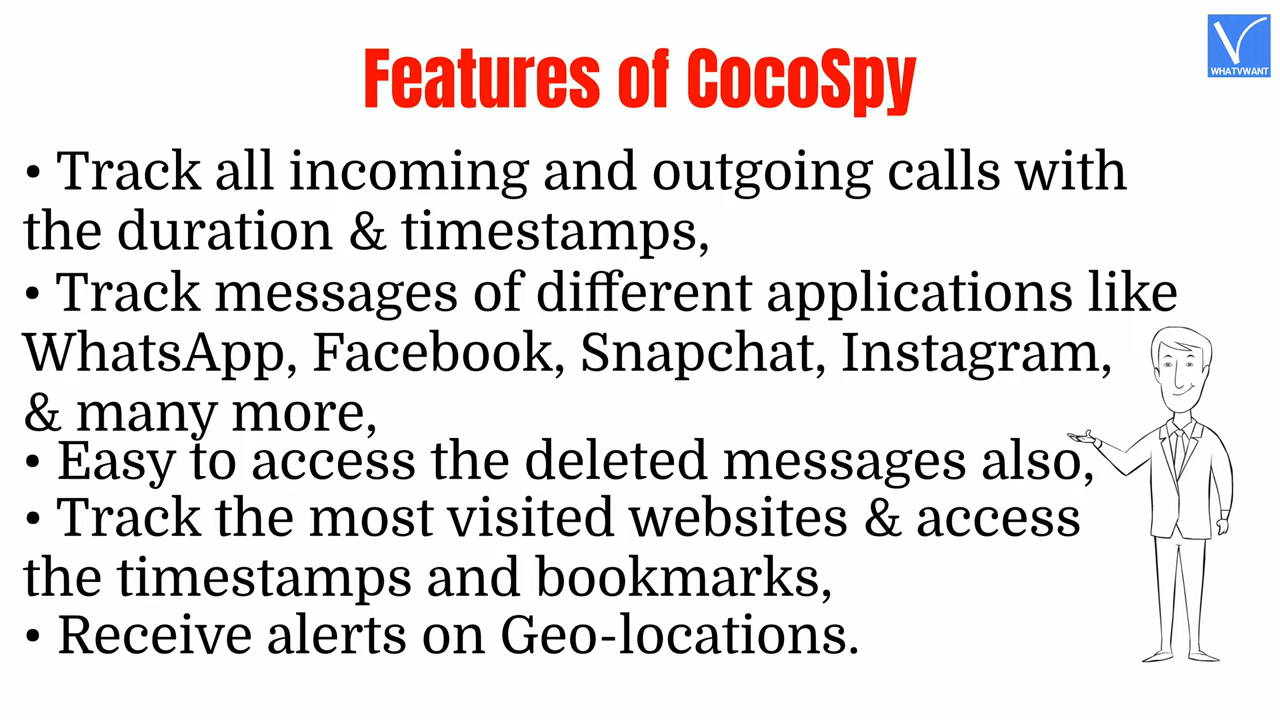 WHATVWANT
Features of CocoSpy
• Track all incoming and outgoing calls with
the duration & timestamps,
• Track messages of different applications like
WhatsApp, Facebook, Snapchat, Instagram,
& many more,
• Easy to access the deleted messages also,
• Track the most visited websites & access
the timestamps and bookmarks,
• Receive alerts on Geo-locations.